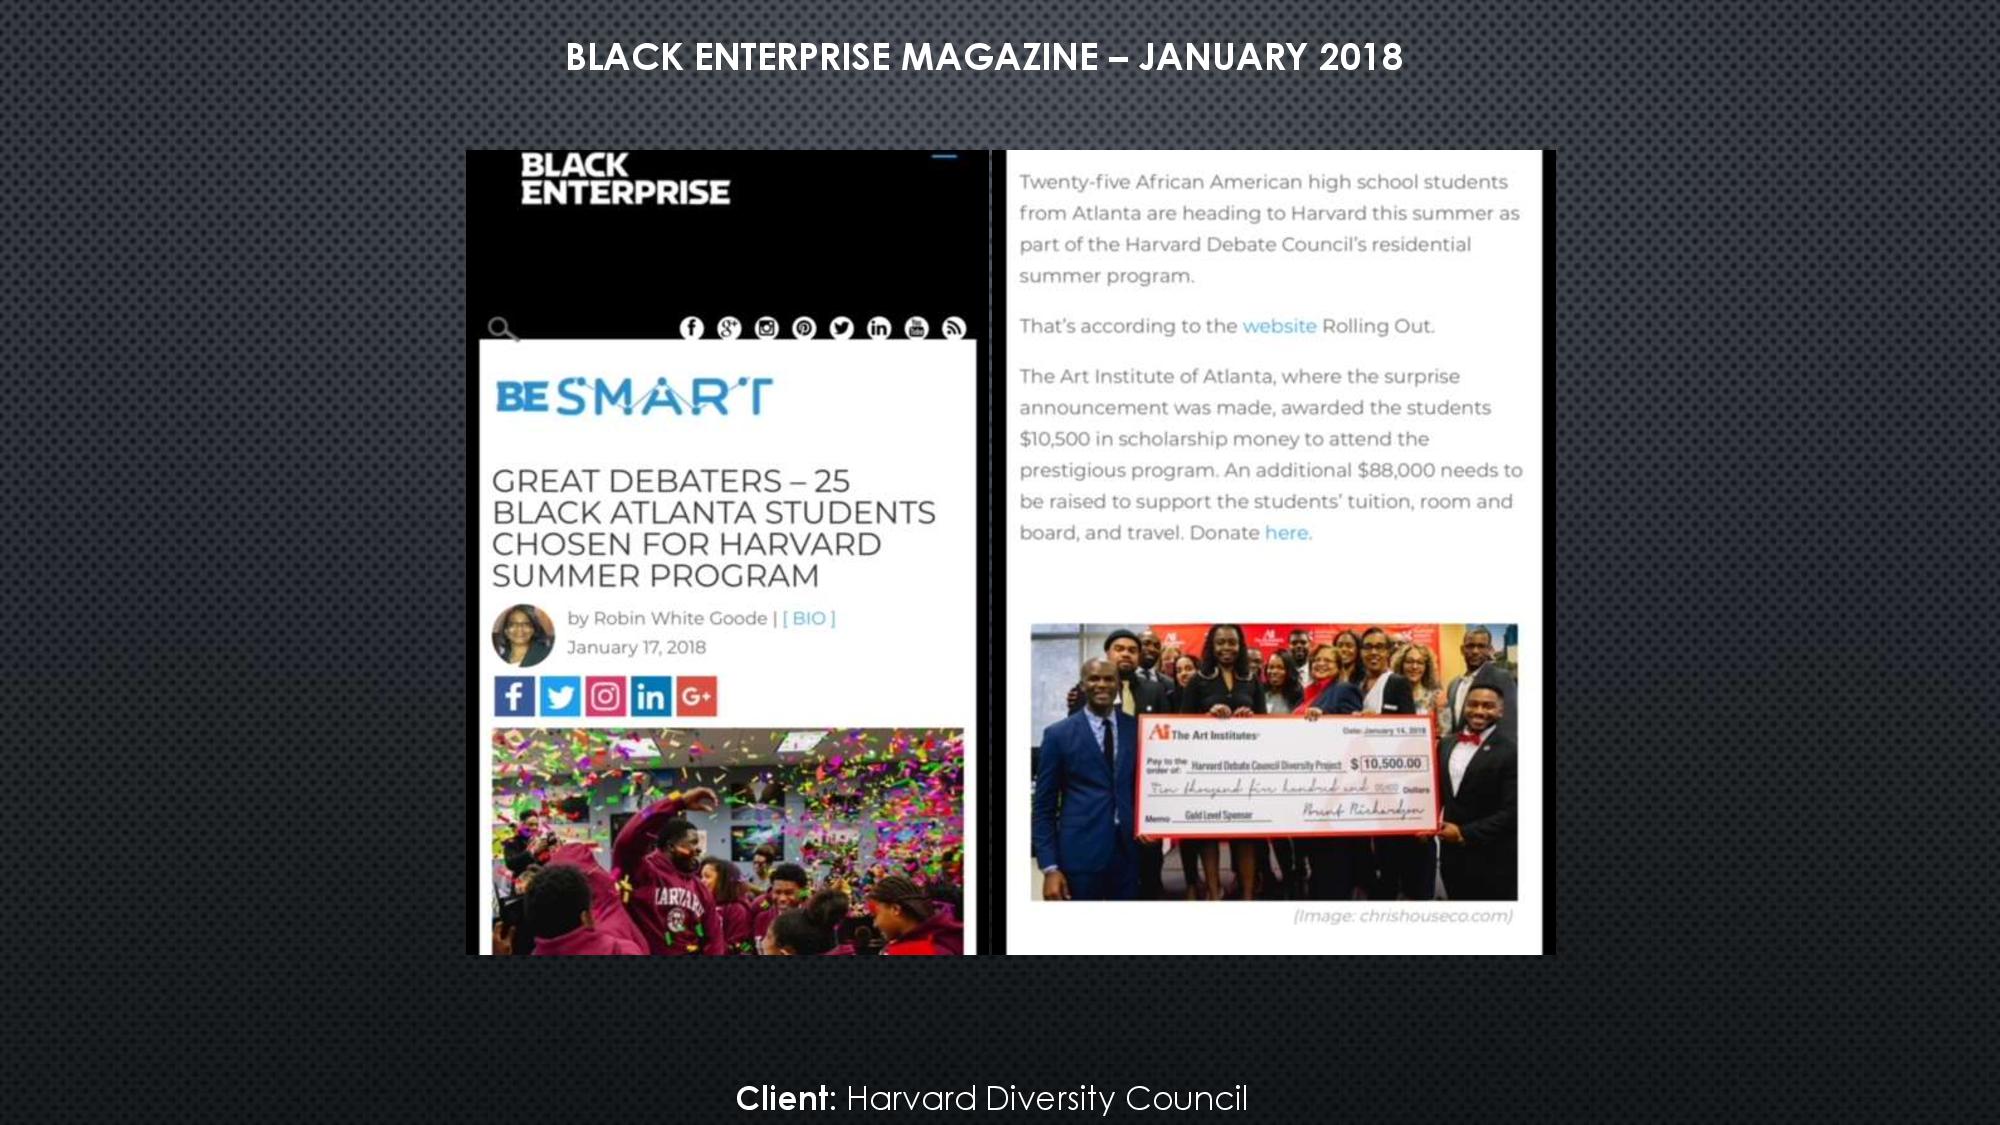 BLACK ENTERPRISE MAGAZINE – JANUARY 2018
BLACK
ENTERPRISE
BE SMART
GREAT DEBATERS – 25
BLACK ATLANTA STUDENTS
CHOSEN FOR HARVARD
SUMMER PROGRAM
by Robin White Goode | [ BIO ]
January 17, 2018
HARVARD
Twenty-five African American high school students
from Atlanta are heading to Harvard this summer as
part of the Harvard Debate Council's residential
summer program.
That's according to the website Rolling Out.
The Art Institute of Atlanta, where the surprise
announcement was made, awarded the students
$10,500 in scholarship money to attend the
prestigious program. An additional $88,000 needs to
be raised to support the students' tuition, room and
board, and travel. Donate here.
Ai The Art Institutes
Date: January 14, 2018
Pay to the
order of: Harvard Debate Council Diversity Project $ 10,500.00
Ten thousand five hundred and 00/100 Dollars
Memo Gold Level Sponsor
(Image: chrishouseco.com)
Client: Harvard Diversity Council